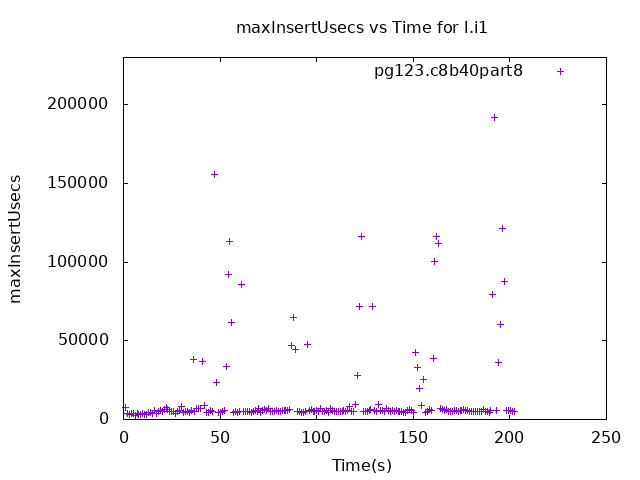 maxInsertUsecs vs Time for I.i1
pg123.c8b40part8
200000
150000
100000
50000
0
maxInsertUsecs
0 50 100 150 200 250
Time(s)